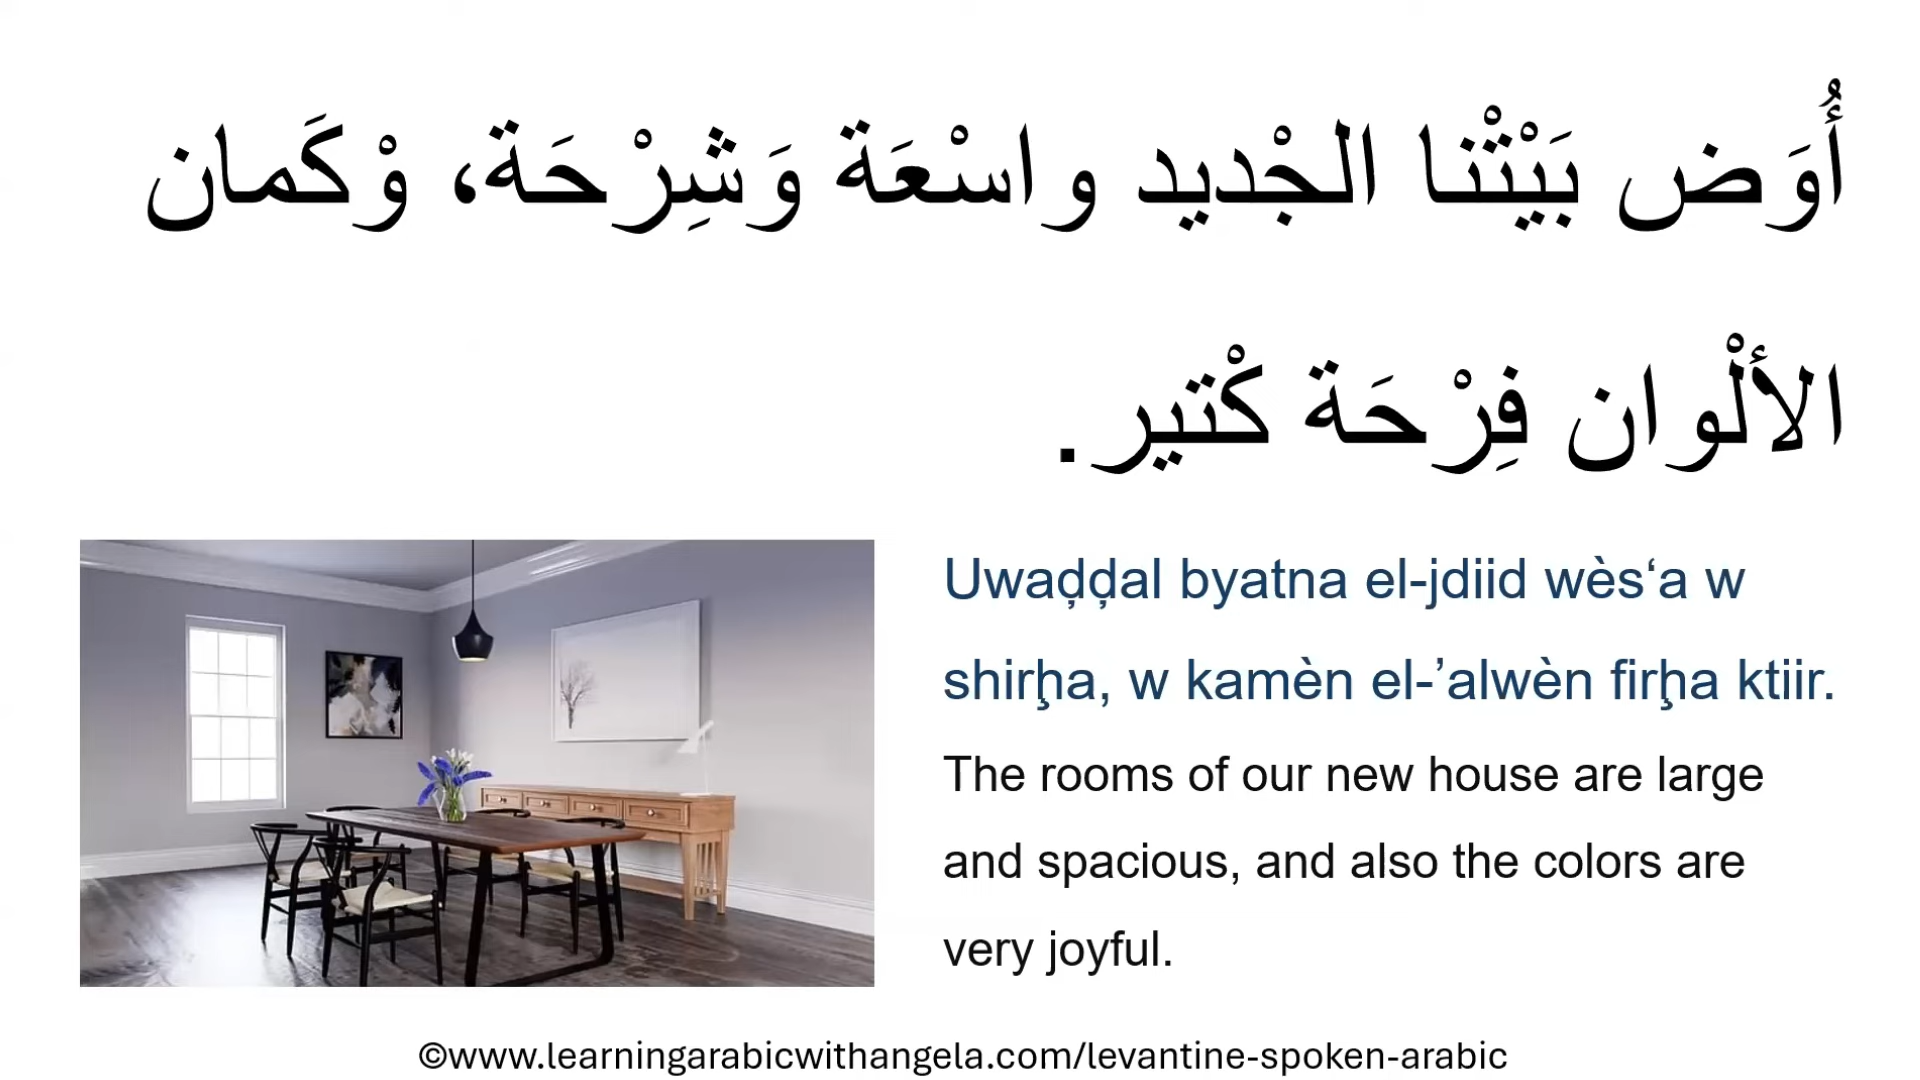 أُوَض بَيْتْنا الجْديد واسْعَة وَشِرْحَة، وْكَمان
الألْوان فِرْحَة كْتير.
Uwaḍḍal byatna el-jdiid wès‘a w
shirḩa, w kamèn el-’alwèn firḩa ktiir.
The rooms of our new house are large
and spacious, and also the colors are
very joyful.
©www.learningarabicwithangela.com/levantine-spoken-arabic